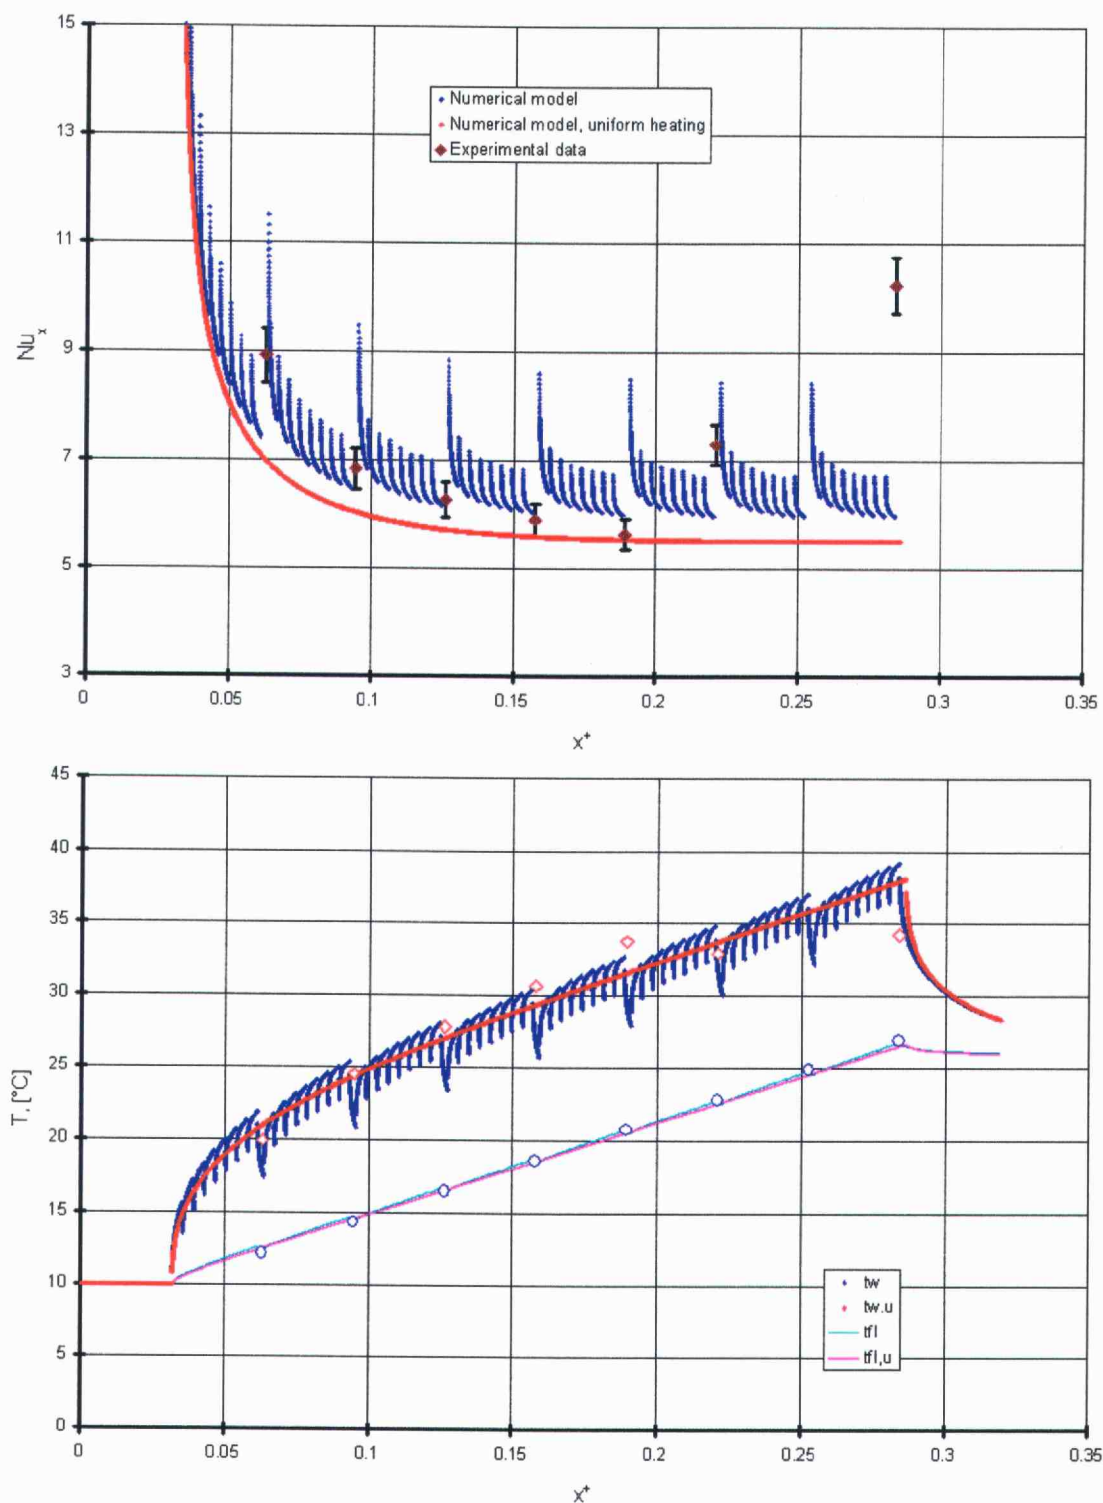 15
13
11
9
7
5
3
Nuₓ
Numerical model
Numerical model, uniform heating
Experimental data
0 0.05 0.1 0.15 0.2 0.25 0.3 0.35
x⁺
45
40
35
30
25
20
15
10
5
0
T, [°C]
tw
tw.u
tfl
tfl,u
0 0.05 0.1 0.15 0.2 0.25 0.3 0.35
x⁺